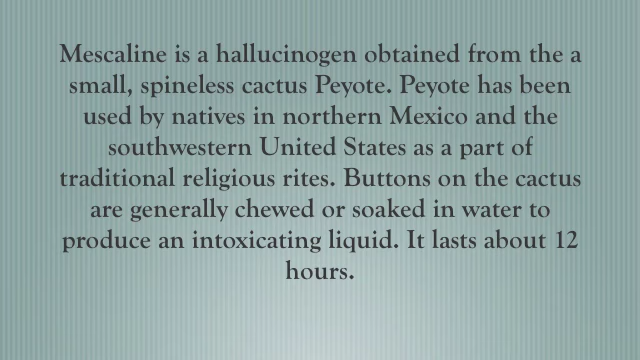 Mescaline is a hallucinogen obtained from the a
small, spineless cactus Peyote. Peyote has been
used by natives in northern Mexico and the
southwestern United States as a part of
traditional religious rites. Buttons on the cactus
are generally chewed or soaked in water to
produce an intoxicating liquid. It lasts about 12
hours.